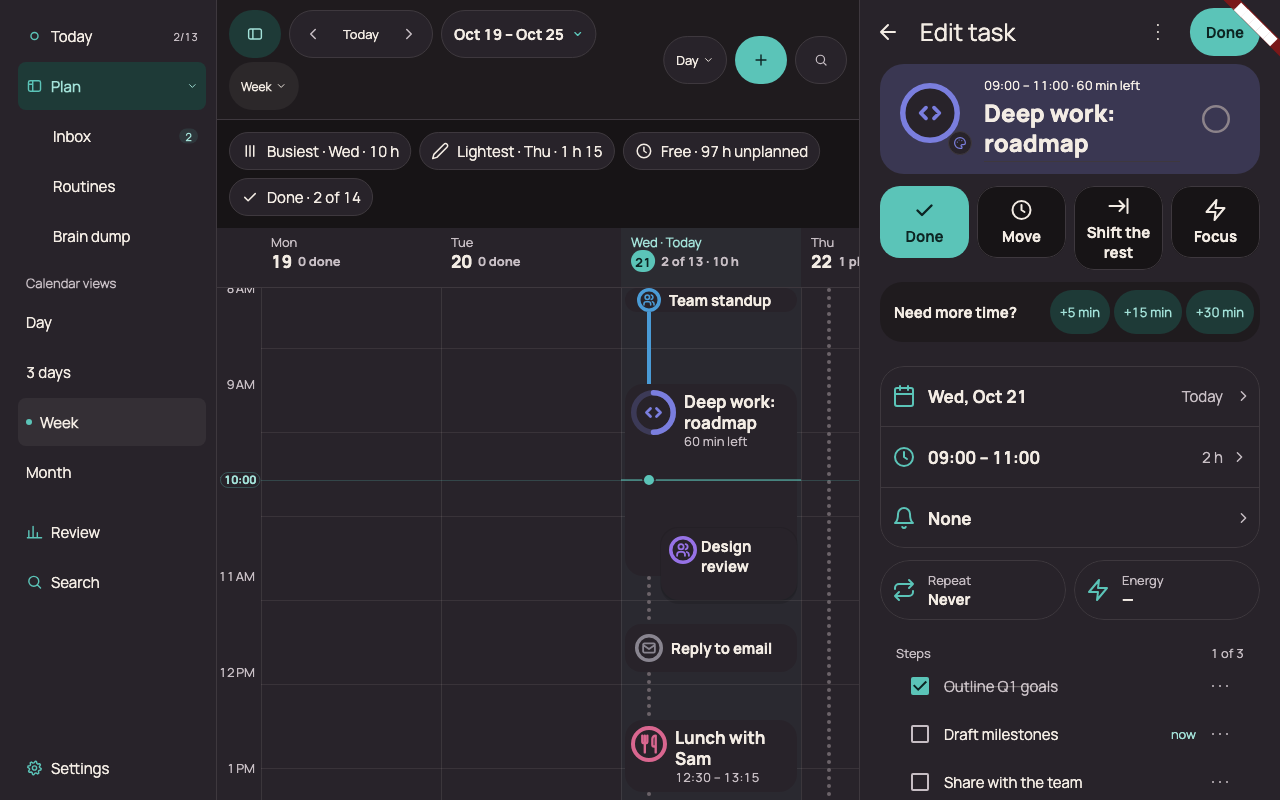 Today 2/13
Plan
Inbox 2
Routines
Brain dump
Calendar views
Day
3 days
Week
Month
Review
Search
Settings
Today
Oct 19 – Oct 25
Week
Day
Busiest · Wed · 10 h
Lightest · Thu · 1 h 15
Free · 97 h unplanned
Done · 2 of 14
Mon
19 0 done
Tue
20 0 done
Wed · Today
21 2 of 13 · 10 h
Thu
22 1 pl
8 AM
9 AM
10:00
11 AM
12 PM
1 PM
Team standup
Deep work:
roadmap
60 min left
Design
review
Reply to email
Lunch with
Sam
12:30 – 13:15
Edit task
Done
09:00 – 11:00 · 60 min left
Deep work:
roadmap
Done
Move
Shift the
rest
Focus
Need more time?
+5 min
+15 min
+30 min
Wed, Oct 21 Today
09:00 – 11:00 2 h
None
Repeat
Never
Energy
—
Steps 1 of 3
Outline Q1 goals
Draft milestones now
Share with the team